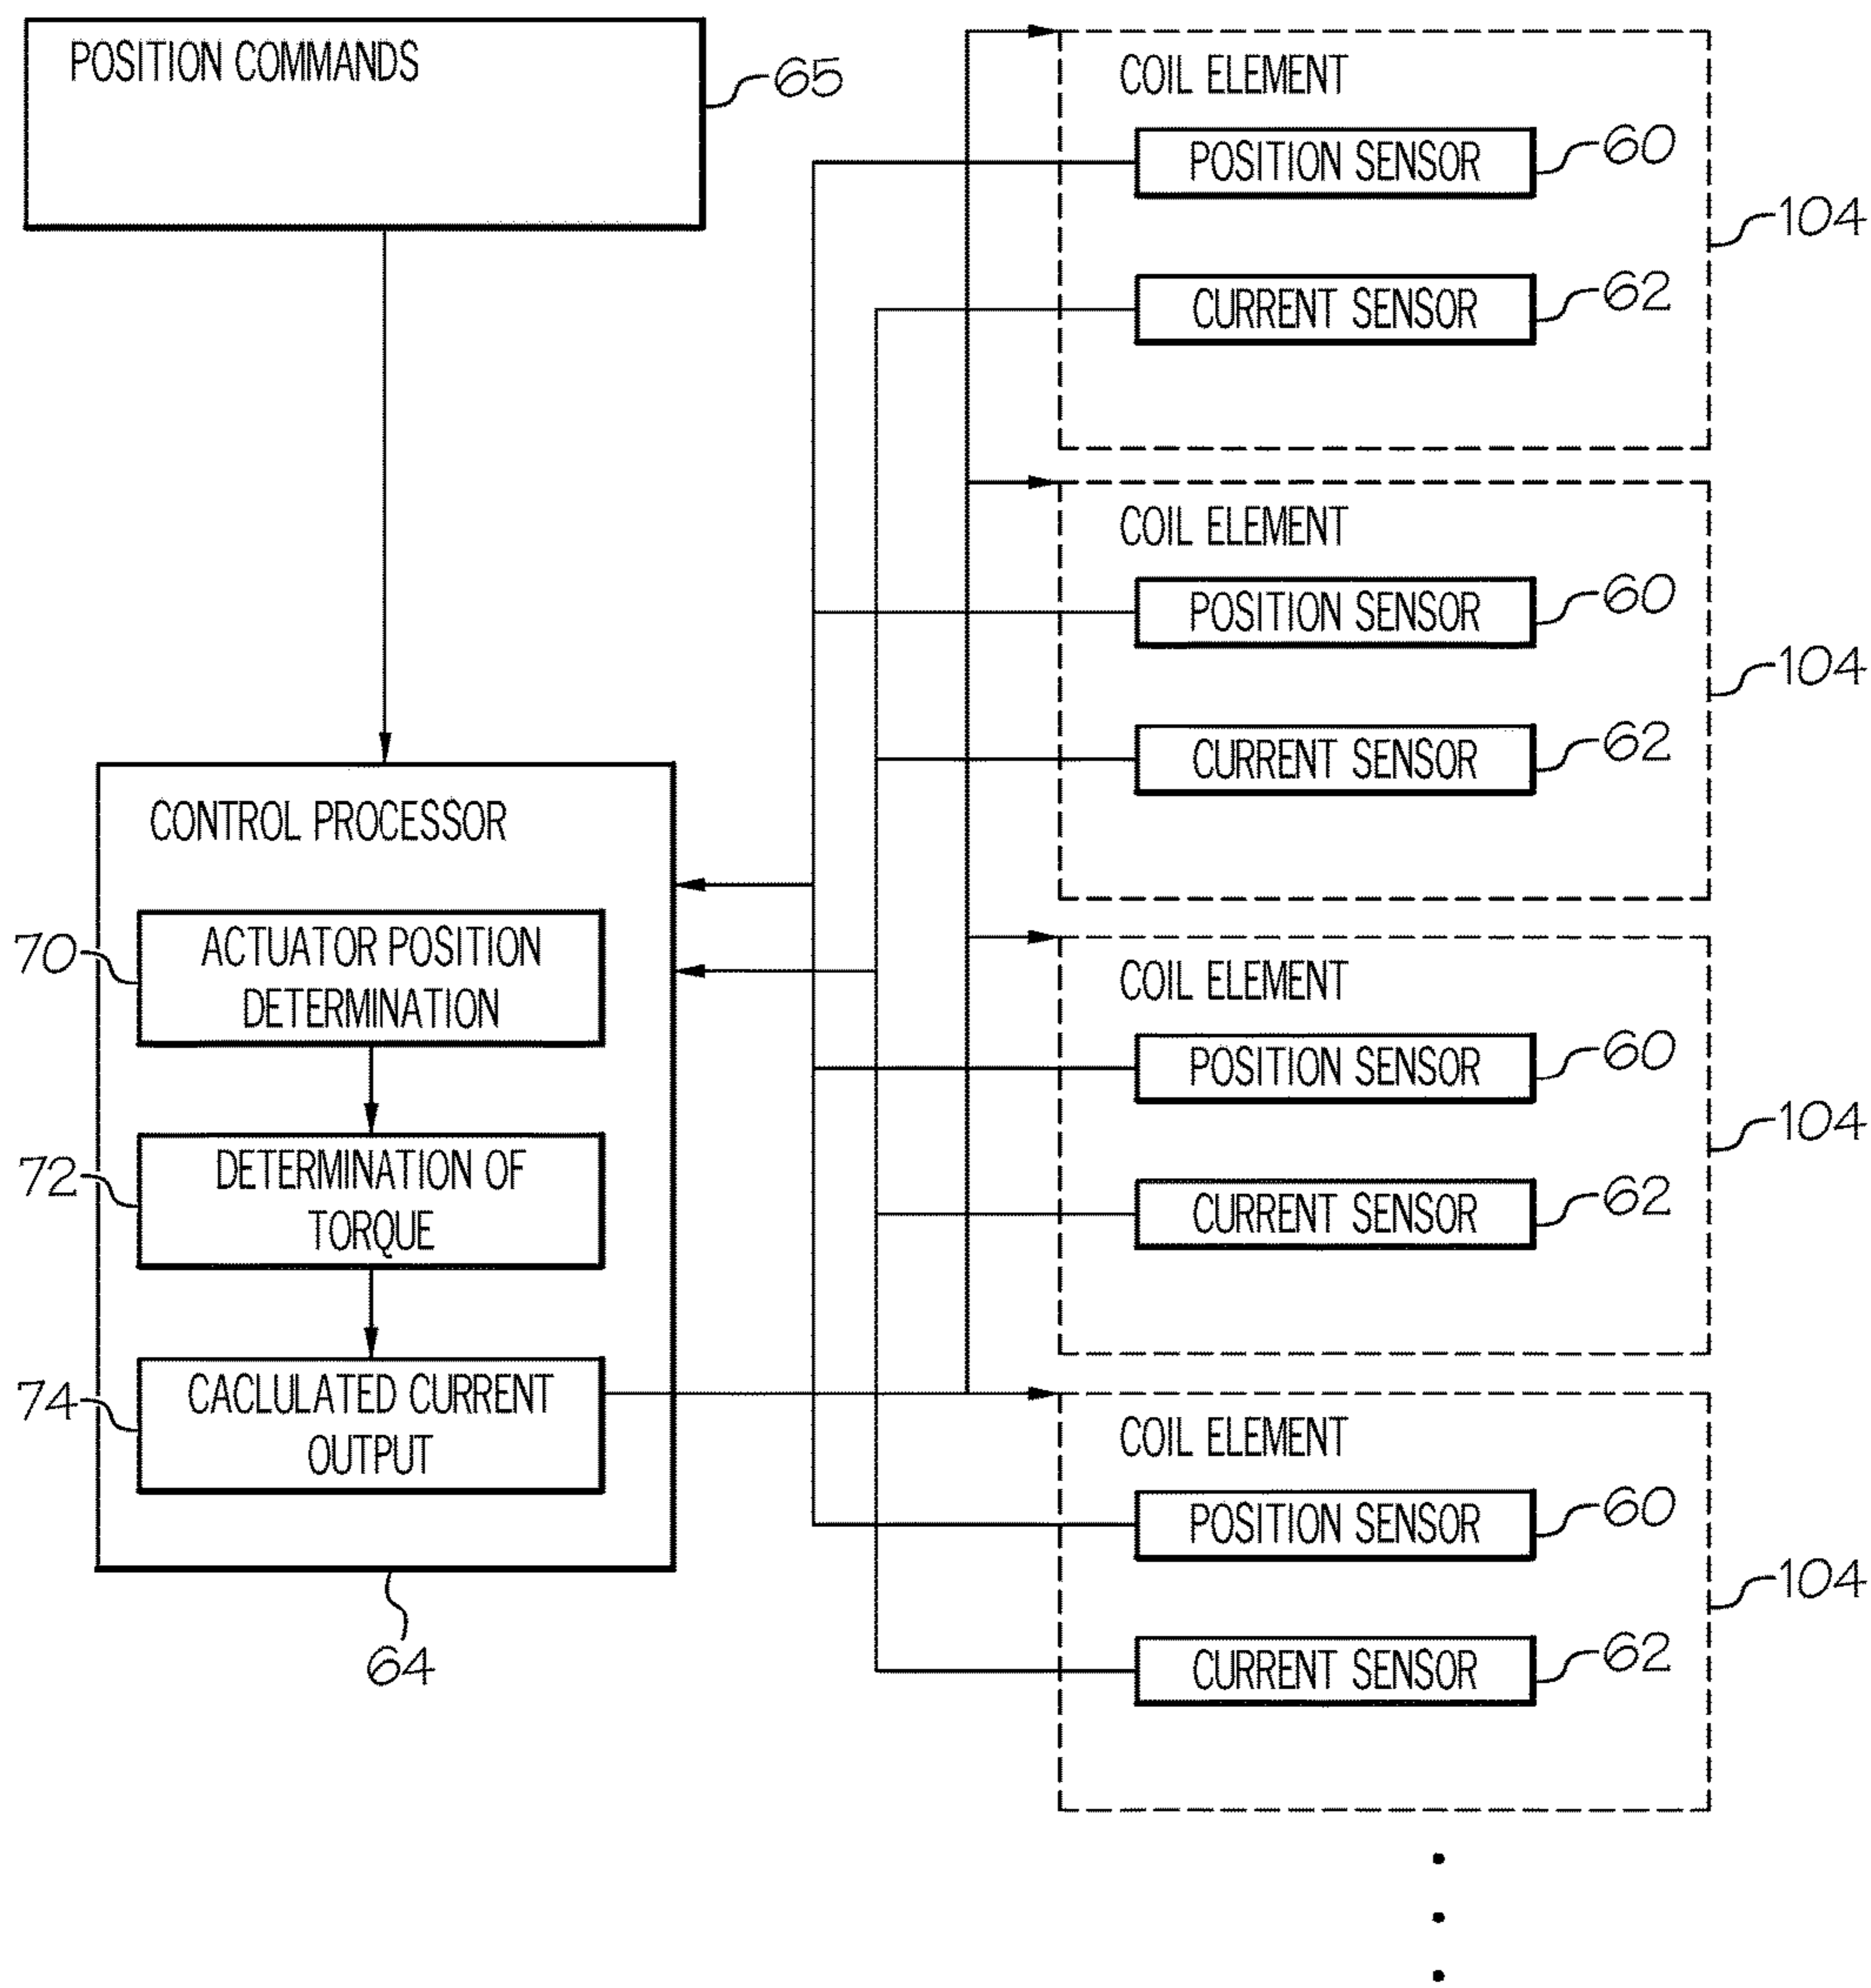 POSITION COMMANDS
65
CONTROL PROCESSOR
70
ACTUATOR POSITION
DETERMINATION
72
DETERMINATION OF
TORQUE
74
CACLULATED CURRENT
OUTPUT
64
COIL ELEMENT
POSITION SENSOR
60
104
CURRENT SENSOR
62
COIL ELEMENT
POSITION SENSOR
60
104
CURRENT SENSOR
62
COIL ELEMENT
POSITION SENSOR
60
104
CURRENT SENSOR
62
COIL ELEMENT
POSITION SENSOR
60
104
CURRENT SENSOR
62